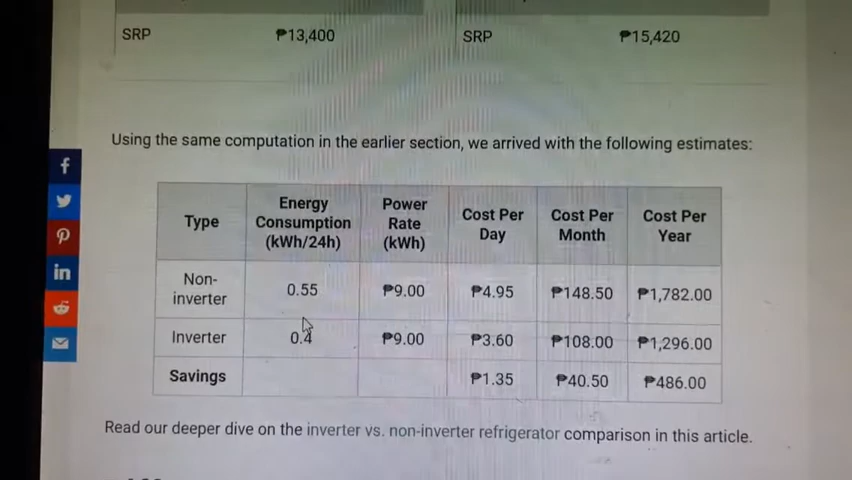 SRP ₱13,400 SRP ₱15,420
Using the same computation in the earlier section, we arrived with the following estimates:
Type Energy Consumption (kWh/24h) Power Rate (kWh) Cost Per Day Cost Per Month Cost Per Year
Non-inverter 0.55 ₱9.00 ₱4.95 ₱148.50 ₱1,782.00
Inverter 0.4 ₱9.00 ₱3.60 ₱108.00 ₱1,296.00
Savings ₱1.35 ₱40.50 ₱486.00
Read our deeper dive on the inverter vs. non-inverter refrigerator comparison in this article.